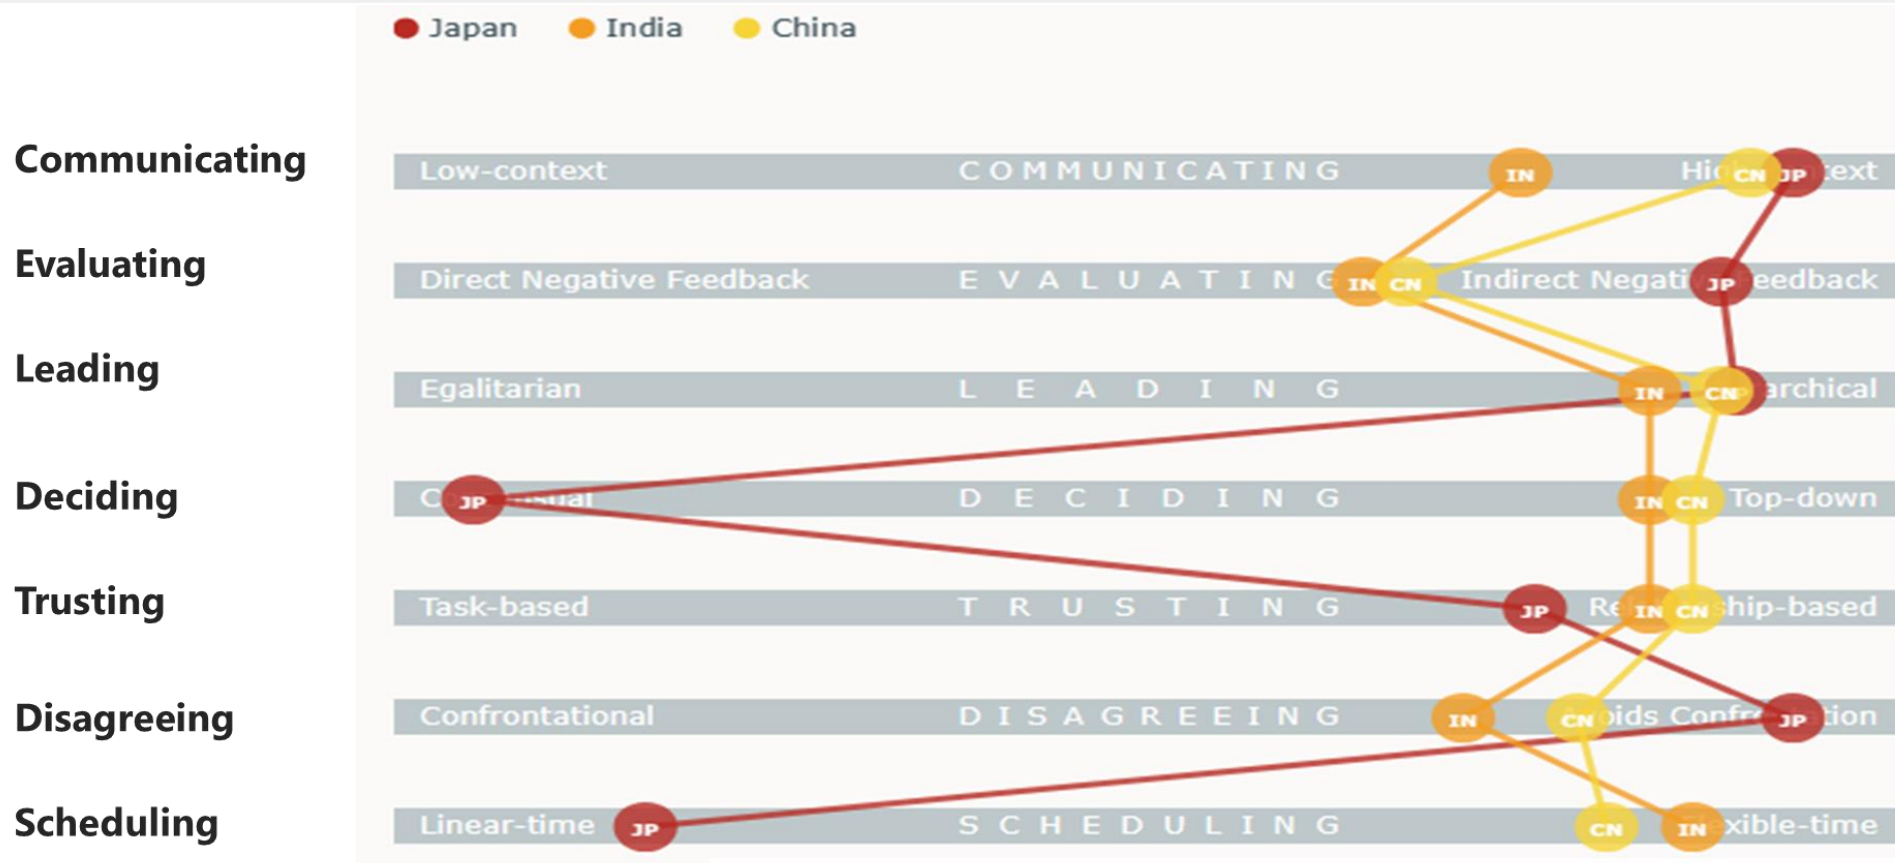 Japan India China
Communicating
Low-context COMMUNICATING IN CN JP
Evaluating
Direct Negative Feedback EVALUATING IN CN Indirect JP
Leading
Egalitarian LEADING IN CN
Deciding
JP DECIDING IN CN Top-down
Trusting
Task-based TRUSTING JP IN CN
Disagreeing
Confrontational DISAGREEING IN CN JP
Scheduling
Linear-time JP SCHEDULING CN IN